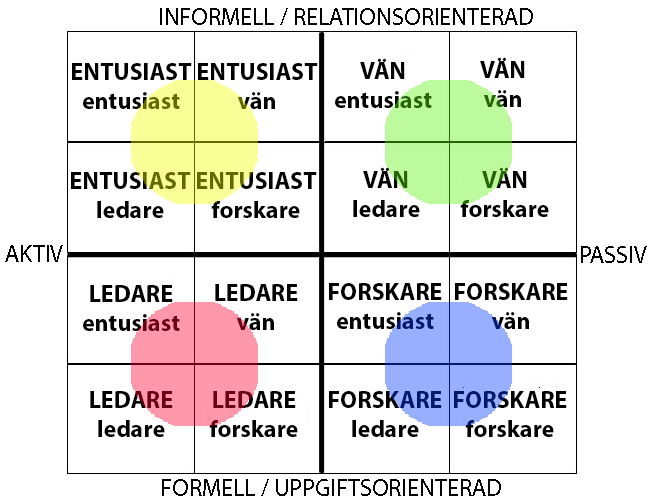 INFORMELL / RELATIONSORIENTERAD
ENTUSIAST ENTUSIAST VÄN VÄN
entusiast vän entusiast vän
ENTUSIAST ENTUSIAST VÄN VÄN
ledare forskare ledare forskare
AKTIV PASSIV
LEDARE LEDARE FORSKARE FORSKARE
entusiast vän entusiast vän
LEDARE LEDARE FORSKARE FORSKARE
ledare forskare ledare forskare
FORMELL / UPPGIFTSORIENTERAD